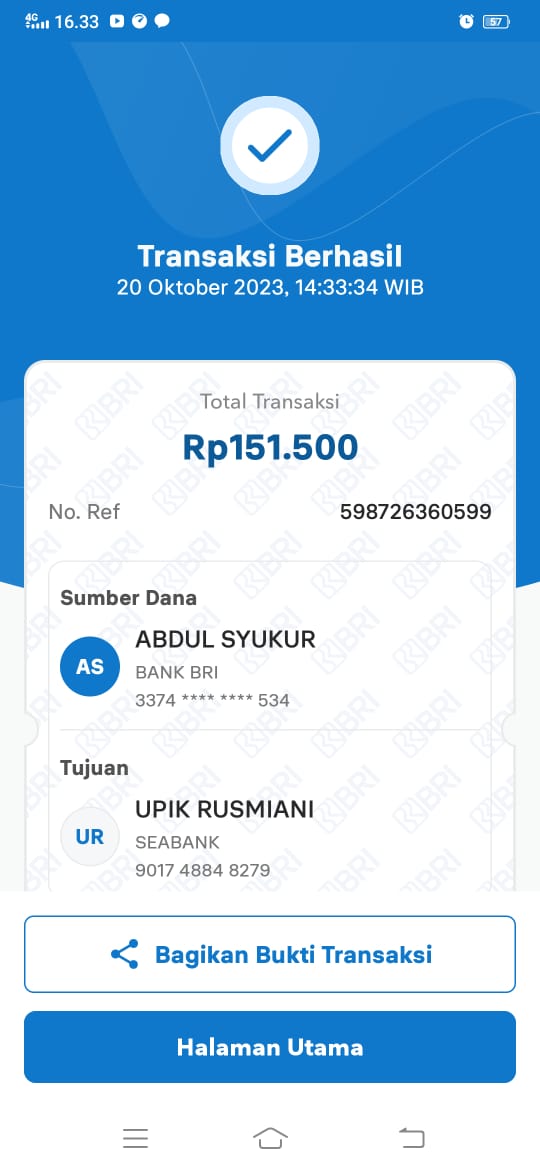 4G 16.33 57
Transaksi Berhasil
20 Oktober 2023, 14:33:34 WIB
Total Transaksi
Rp151.500
No. Ref 598726360599
Sumber Dana
AS
ABDUL SYUKUR
BANK BRI
3374 **** **** 534
Tujuan
UR
UPIK RUSMIANI
SEABANK
9017 4884 8279
Bagikan Bukti Transaksi
Halaman Utama
BRI